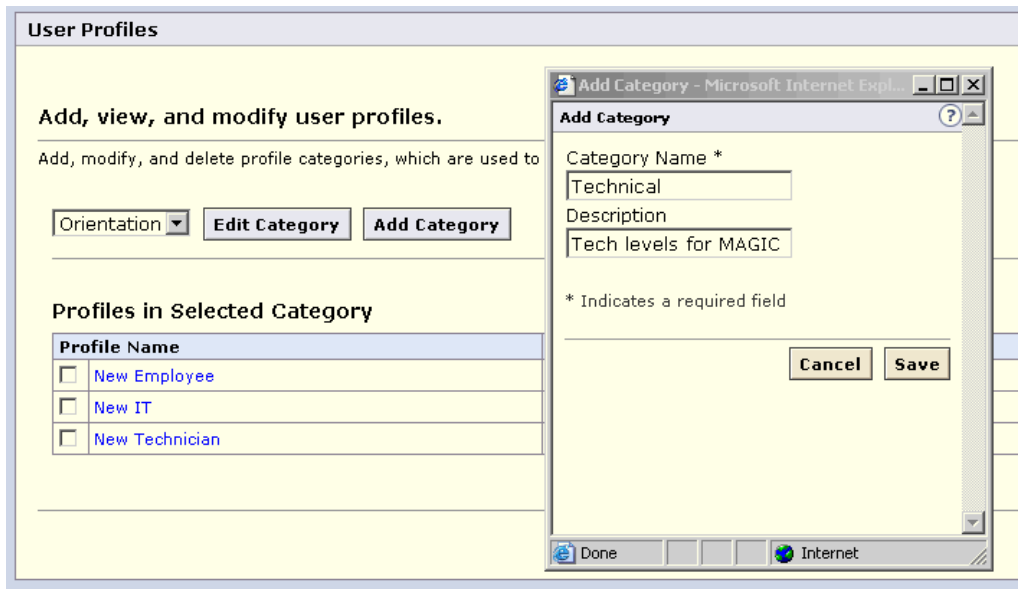 User Profiles
Add, view, and modify user profiles.
Add, modify, and delete profile categories, which are used to
Orientation
Edit Category
Add Category
Profiles in Selected Category
Profile Name
New Employee
New IT
New Technician
Add Category - Microsoft Internet Expl...
Add Category
?
Category Name *
Technical
Description
Tech levels for MAGIC
* Indicates a required field
Cancel
Save
Done
Internet